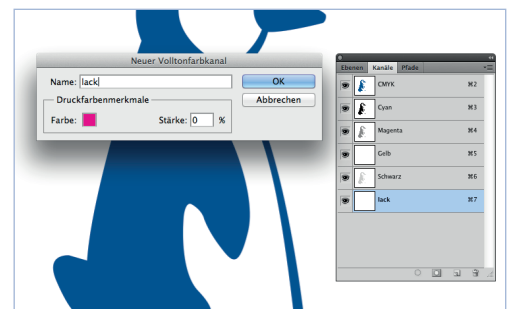 Neuer Volltonfarbkanal
Name: lack
OK
Druckfarbenmerkmale
Abbrechen
Farbe:
Stärke: 0 %
Ebenen Kanäle Pfade
CMYK ⌘2
Cyan ⌘3
Magenta ⌘4
Gelb ⌘5
Schwarz ⌘6
lack ⌘7